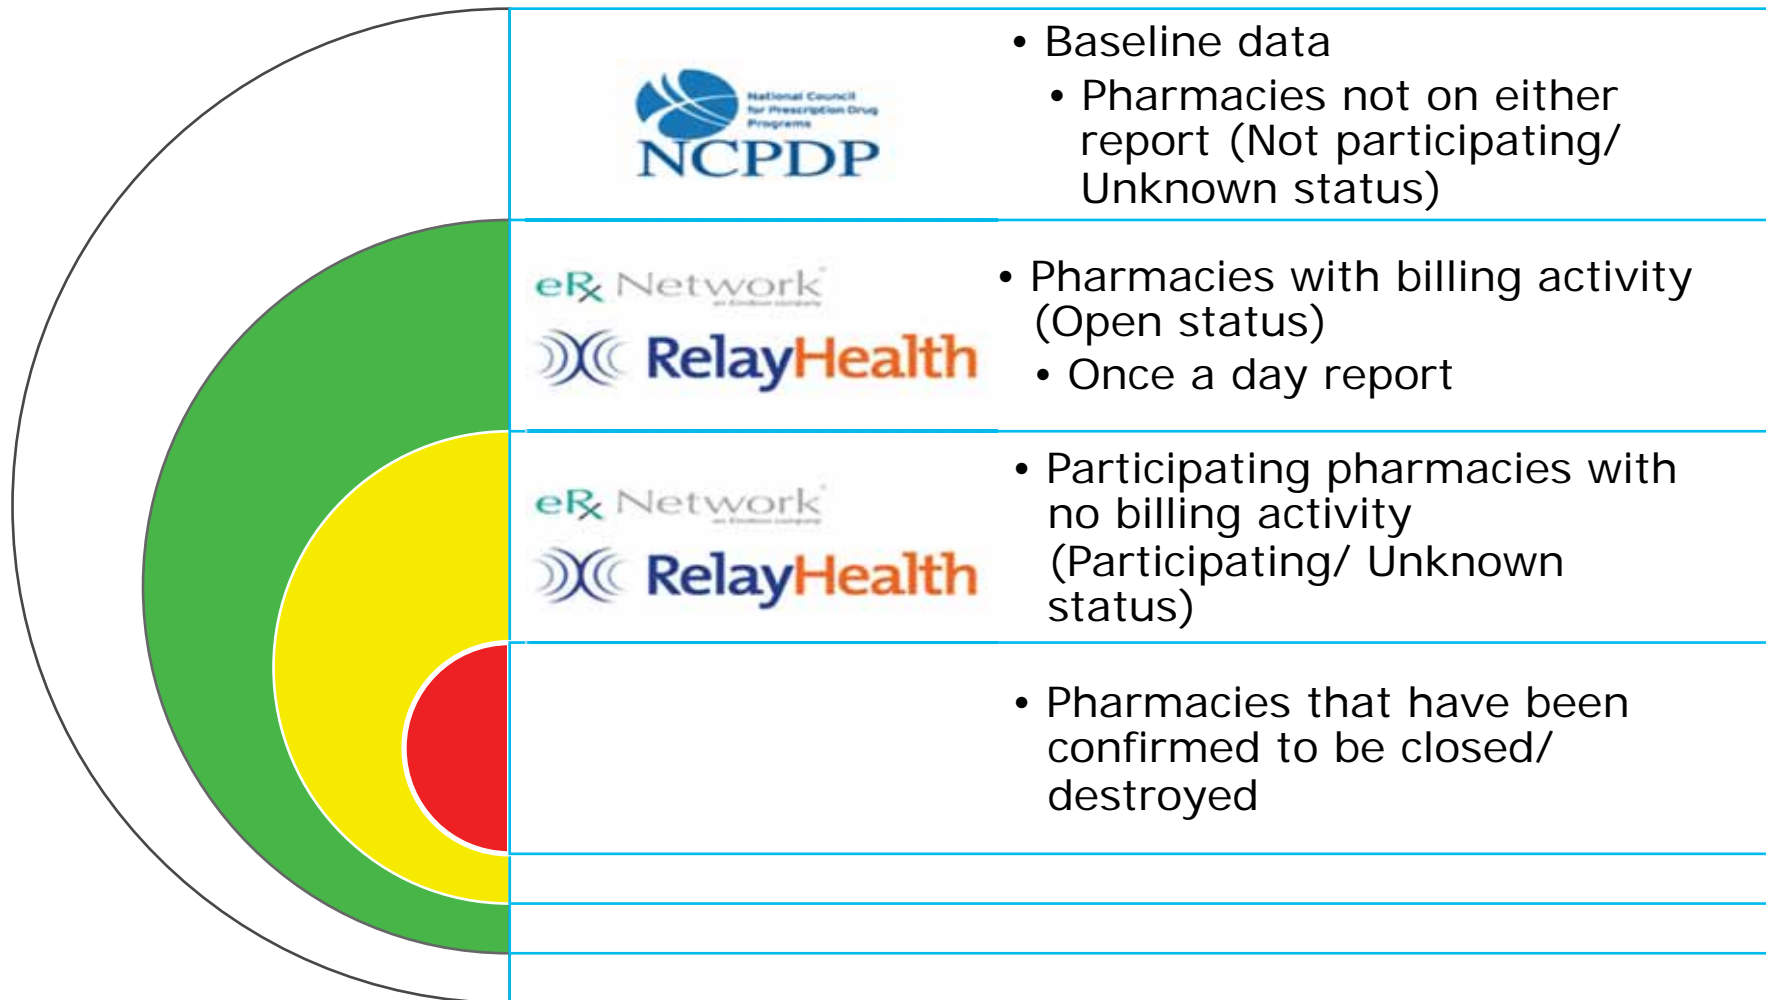 National Council
for Prescription Drug
Programs
NCPDP
• Baseline data
• Pharmacies not on either
report (Not participating/
Unknown status)
eRx Network
RelayHealth
• Pharmacies with billing activity
(Open status)
• Once a day report
eRx Network
RelayHealth
• Participating pharmacies with
no billing activity
(Participating/ Unknown
status)
• Pharmacies that have been
confirmed to be closed/
destroyed